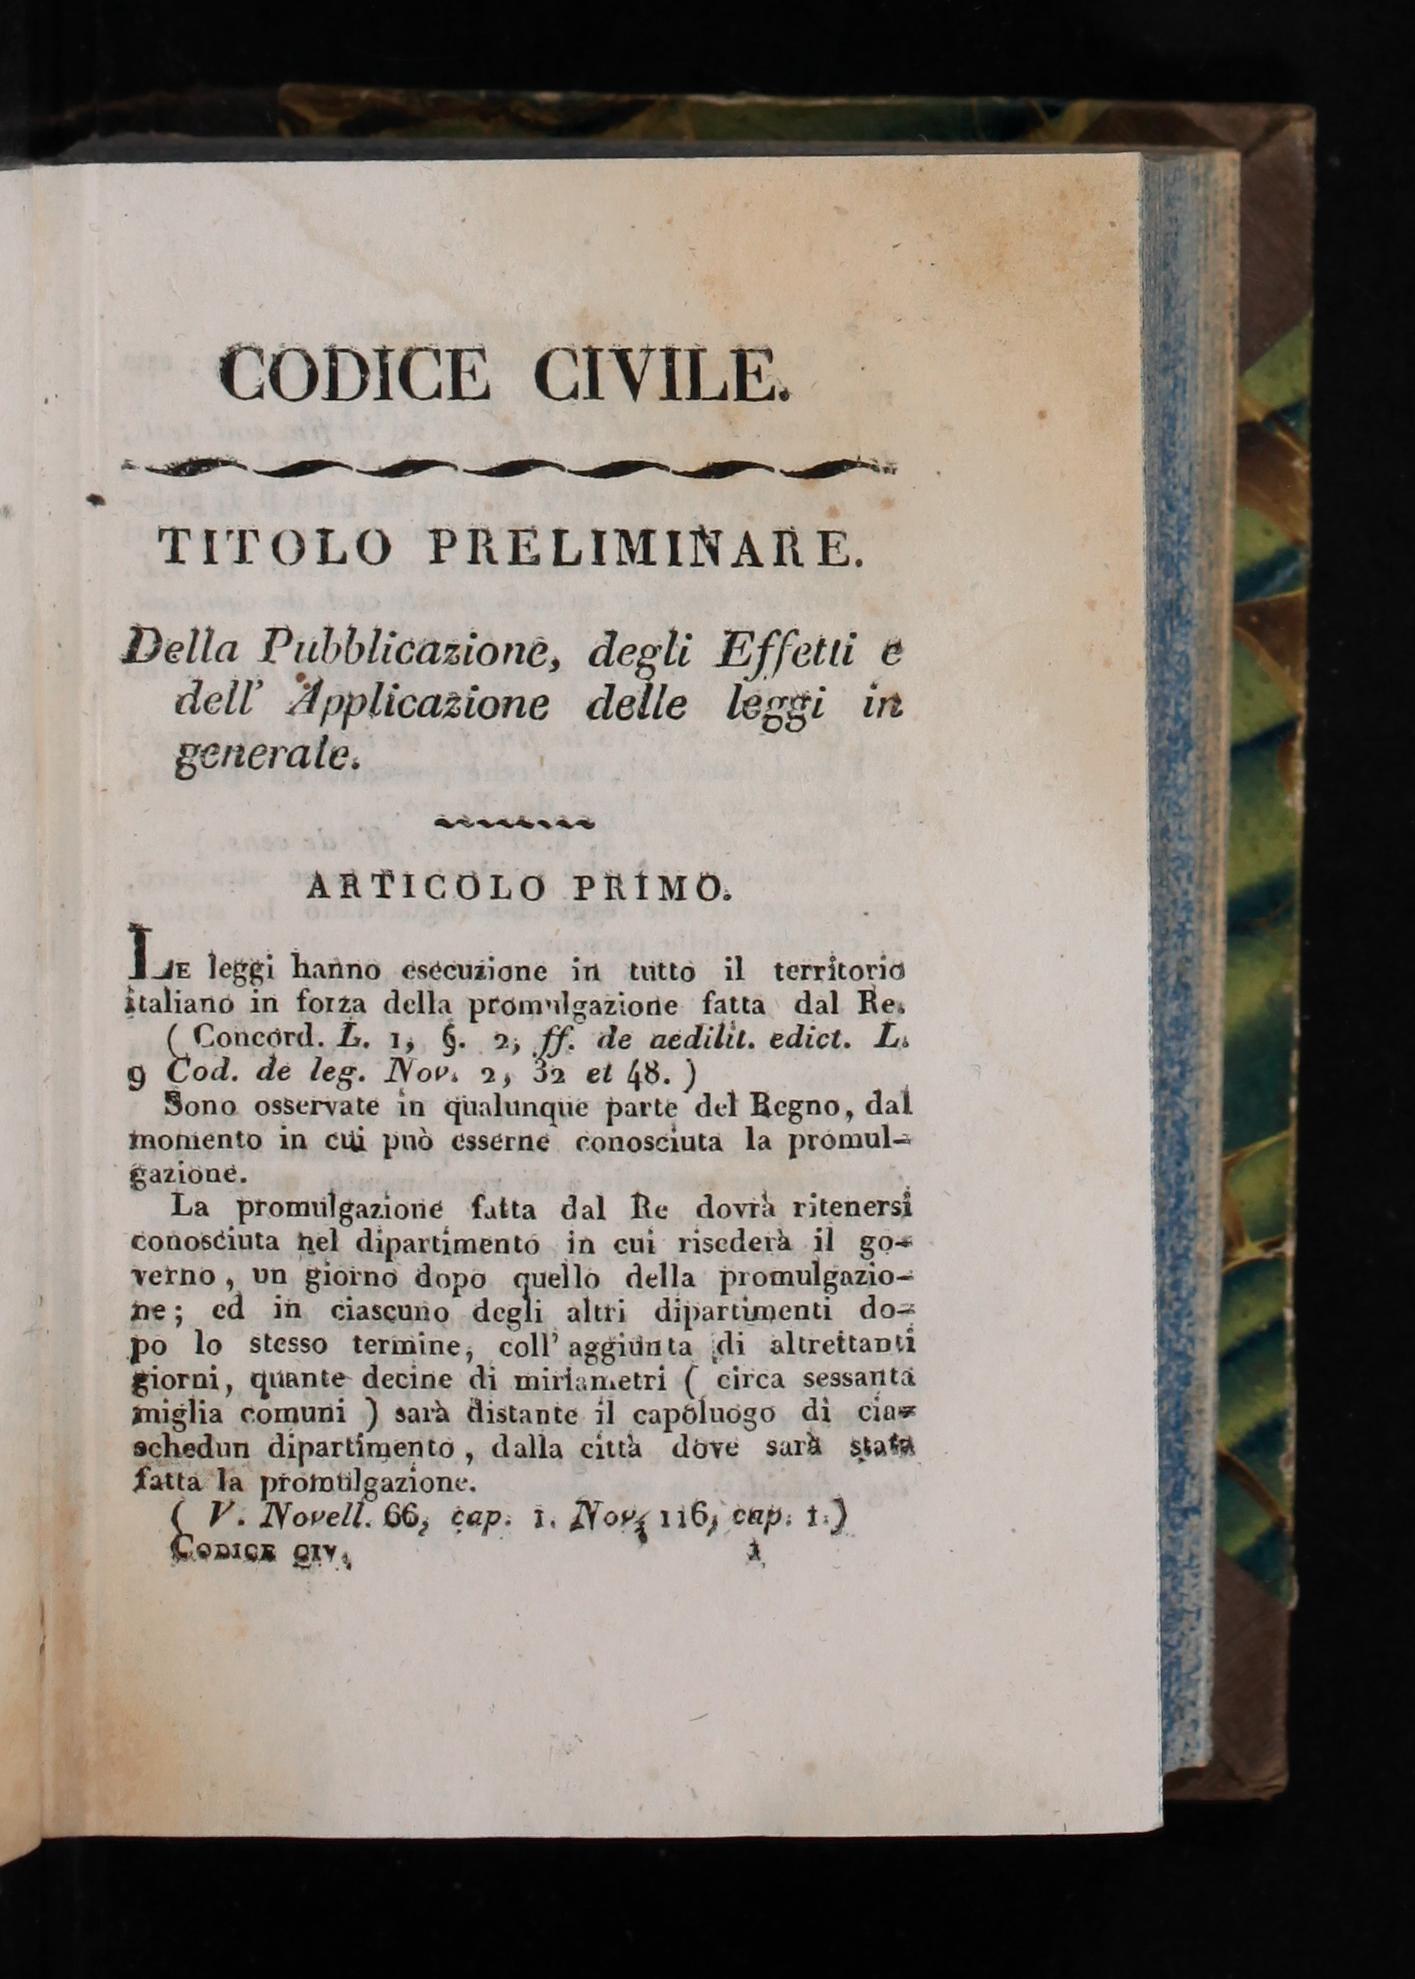 CODICE CIVILE.
TITOLO PRELIMINARE.
Della Pubblicazione, degli Effetti e
dell' Applicazione delle leggi in
generale.
ARTICOLO PRIMO.
LE leggi hanno esecuzione in tutto il territorio
italiano in forza della promulgazione fatta dal Re.
( Concord. L. 1, §. 2, ff. de aedilit. edict. L.
9 Cod. de leg. Nov. 2, 32 et 48. )
Sono osservate in qualunque parte del Regno, dal
momento in cui può esserne conosciuta la promul-
gazione.
La promulgazione fatta dal Re dovrà ritenersi
conosciuta nel dipartimento in cui risederà il go-
verno, un giorno dopo quello della promulgazio-
ne; ed in ciascuno degli altri dipartimenti do-
po lo stesso termine, coll' aggiunta di altrettanti
giorni, quante decine di miriametri ( circa sessanta
miglia comuni ) sarà distante il capoluogo di cia-
schedun dipartimento, dalla città dove sarà stata
fatta la promulgazione.
( V. Novell. 66, cap. 1. Nov. 116, cap. 1.)
CODICE CIV. 1